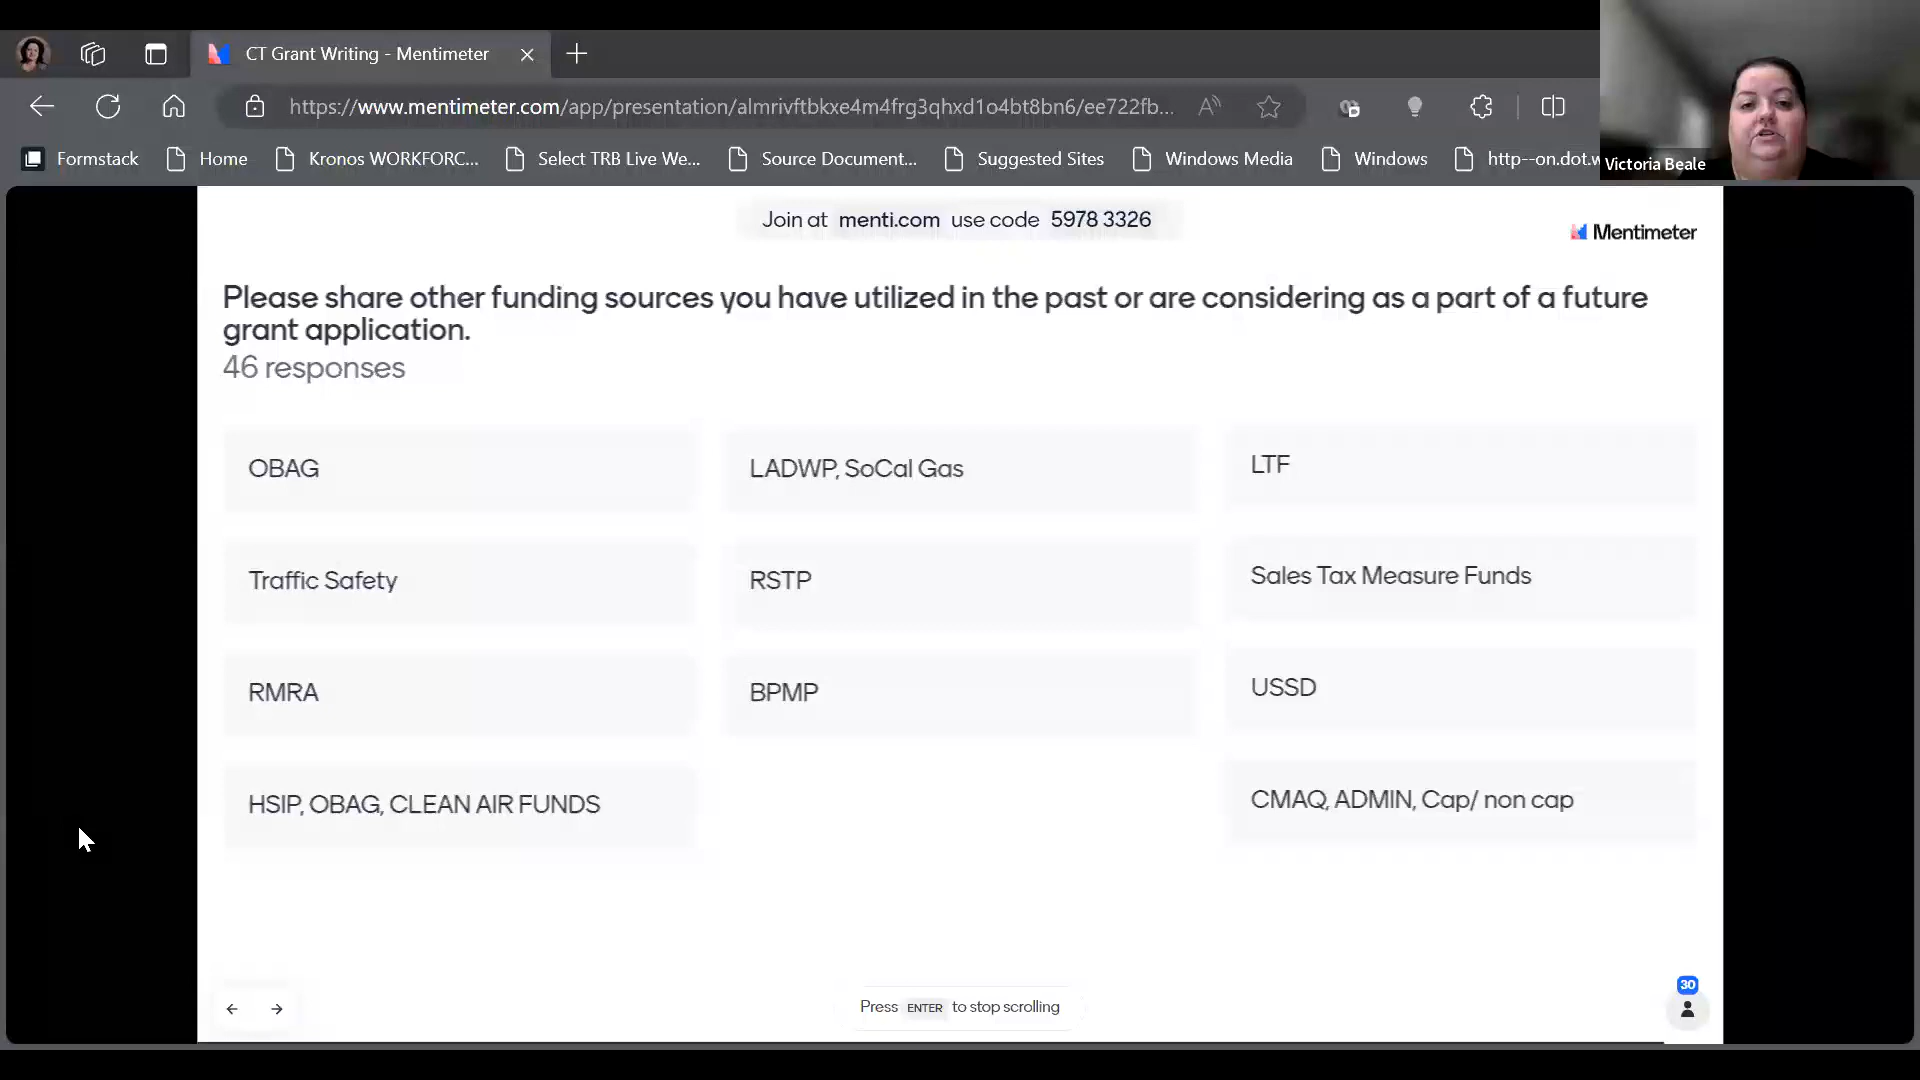 CT Grant Writing - Mentimeter
https://www.mentimeter.com/app/presentation/almrivftbkxe4m4frg3qhxd1o4bt8bn6/ee722fb...
Formstack
Home
Kronos WORKFORC...
Select TRB Live We...
Source Document...
Suggested Sites
Windows Media
Windows
http--on.dot.w
Victoria Beale
Join at menti.com use code 5978 3326
Mentimeter
Please share other funding sources you have utilized in the past or are considering as a part of a future
grant application.
46 responses
OBAG
LADWP, SoCal Gas
LTF
Traffic Safety
RSTP
Sales Tax Measure Funds
RMRA
BPMP
USSD
HSIP, OBAG, CLEAN AIR FUNDS
CMAQ, ADMIN, Cap/ non cap
Press ENTER to stop scrolling
30